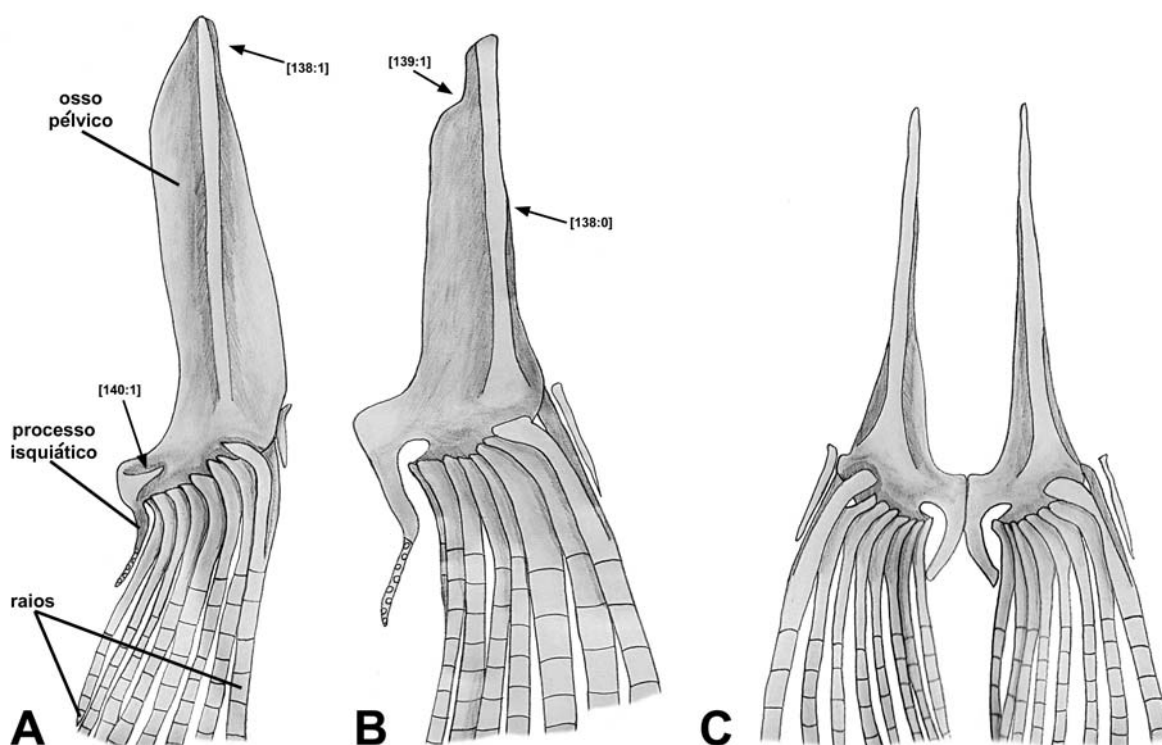 [138:1]
osso
pélvico
[139:1]
[138:0]
[140:1]
processo
isquiático
raios
A
B
C